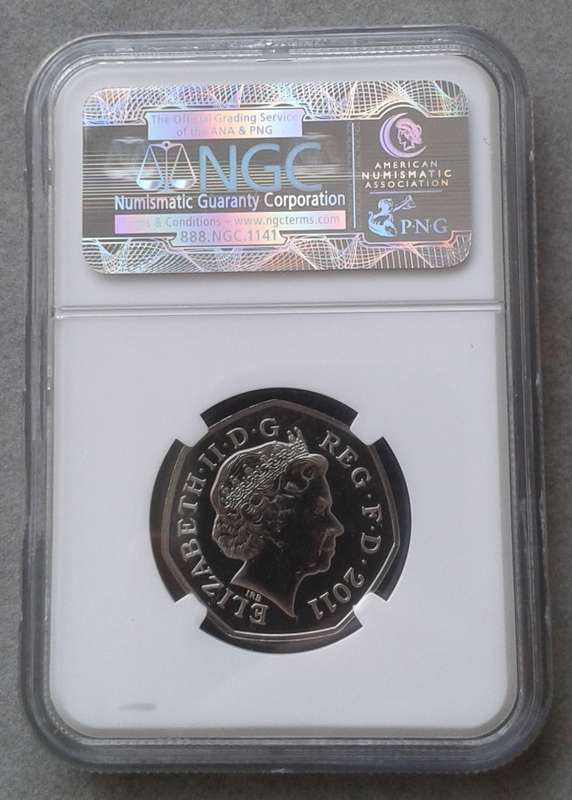 The Official Grading Service
of the ANA & PNG
NGC
Numismatic Guaranty Corporation
Terms & Conditions – www.ngcterms.com
888.NGC.1141
AMERICAN
NUMISMATIC
ASSOCIATION
P·N·G
ELIZABETH·II·D·G REG·F·D·2011
IRB